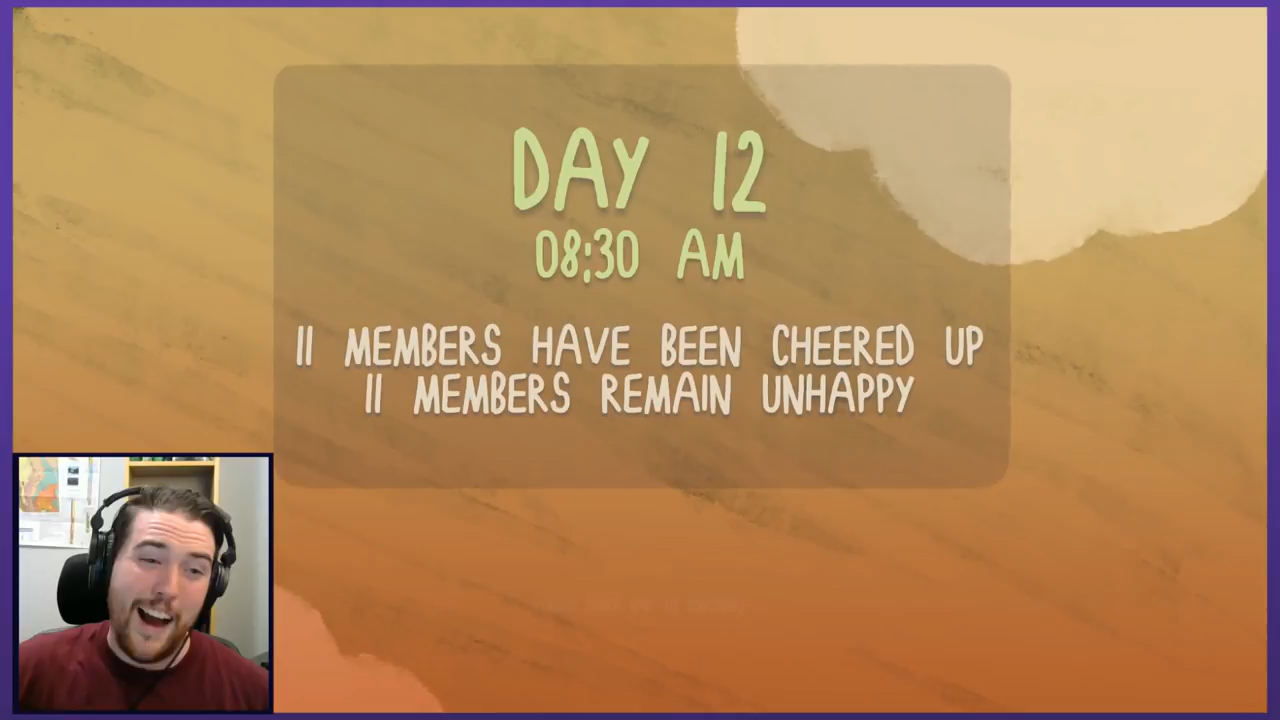 DAY 12
08:30 AM
11 MEMBERS HAVE BEEN CHEERED UP
11 MEMBERS REMAIN UNHAPPY